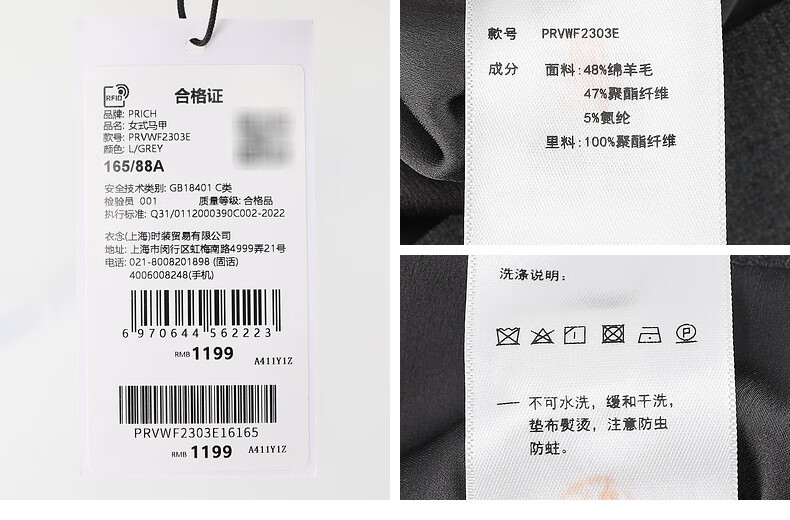 RFID
合格证
品牌: PRICH
品名: 女式马甲
款号: PRVWF2303E
颜色: L/GREY
165/88A
安全技术类别: GB18401 C类
检验员 001 质量等级: 合格品
执行标准: Q31/0112000390C002-2022
衣念(上海)时装贸易有限公司
地址: 上海市闵行区虹梅南路4999弄21号
电话: 021-8008201898 (固话)
4006008248(手机)
6 970644 562223
RMB 1199
A411Y1Z
PRVWF2303E16165
RMB 1199 A411Y1Z
款号 PRVWF2303E
成分 面料:48%绵羊毛
47%聚酯纤维
5%氨纶
里料:100%聚酯纤维
洗涤说明:
P
一 不可水洗，缓和干洗，
垫布熨烫，注意防虫
防蛀。